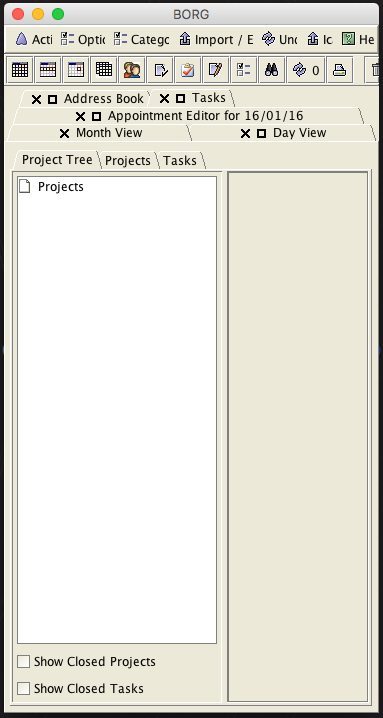 BORG
Acti Optic Catego Import / E Und Ic He
0
Address Book Tasks
Appointment Editor for 16/01/16
Month View Day View
Project Tree Projects Tasks
Projects
Show Closed Projects
Show Closed Tasks